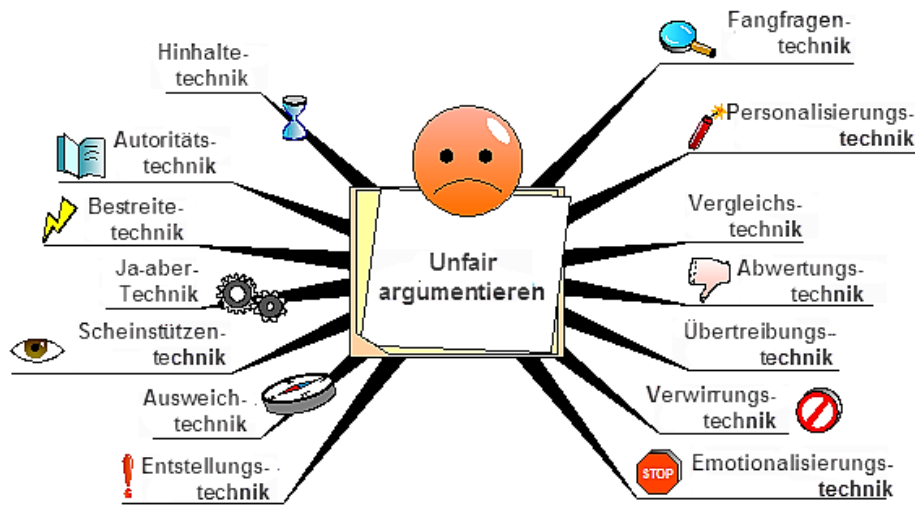 Hinhalte-
technik
Autoritäts-
technik
Bestreite-
technik
Ja-aber-
Technik
Scheinstützen-
technik
Ausweich-
technik
Entstellungs-
technik
Unfair
argumentieren
Fangfragen-
technik
Personalisierungs-
technik
Vergleichs-
technik
Abwertungs-
technik
Übertreibungs-
technik
Verwirrungs-
technik
STOP
Emotionalisierungs-
technik